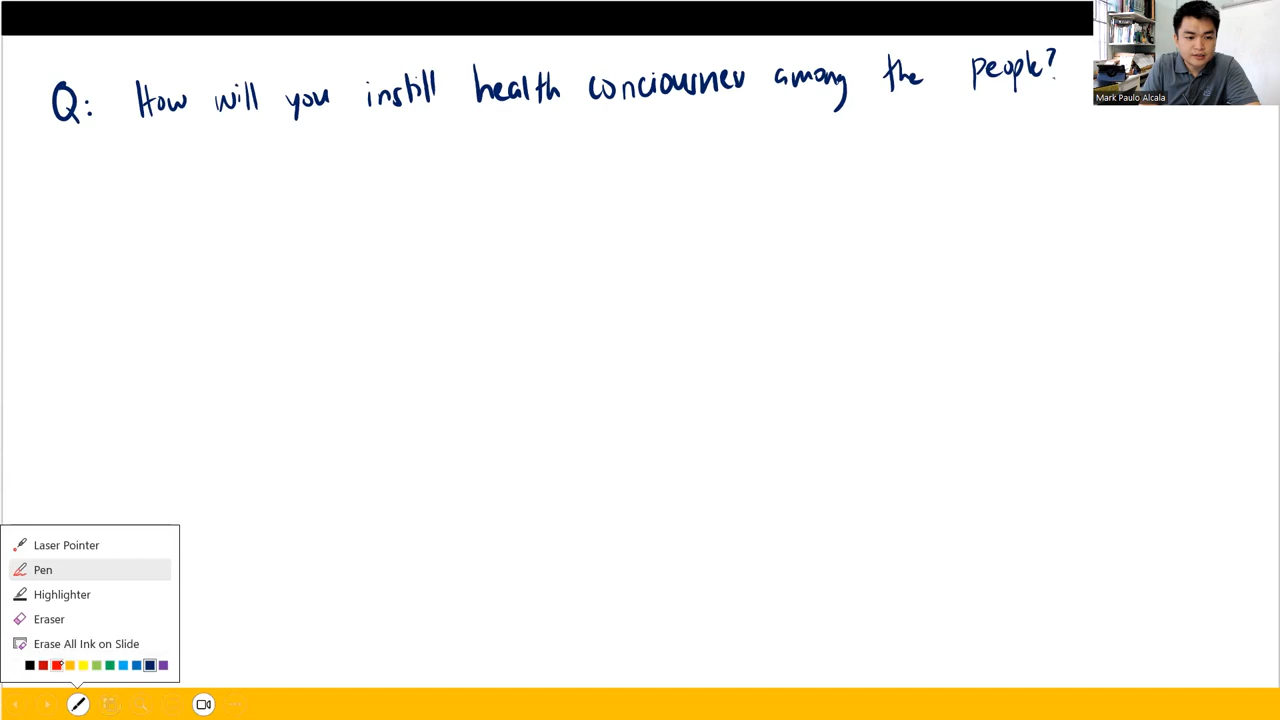 Q: How will you instill health conciousness among the people?
Mark Paulo Alcala
Laser Pointer
Pen
Highlighter
Eraser
Erase All Ink on Slide